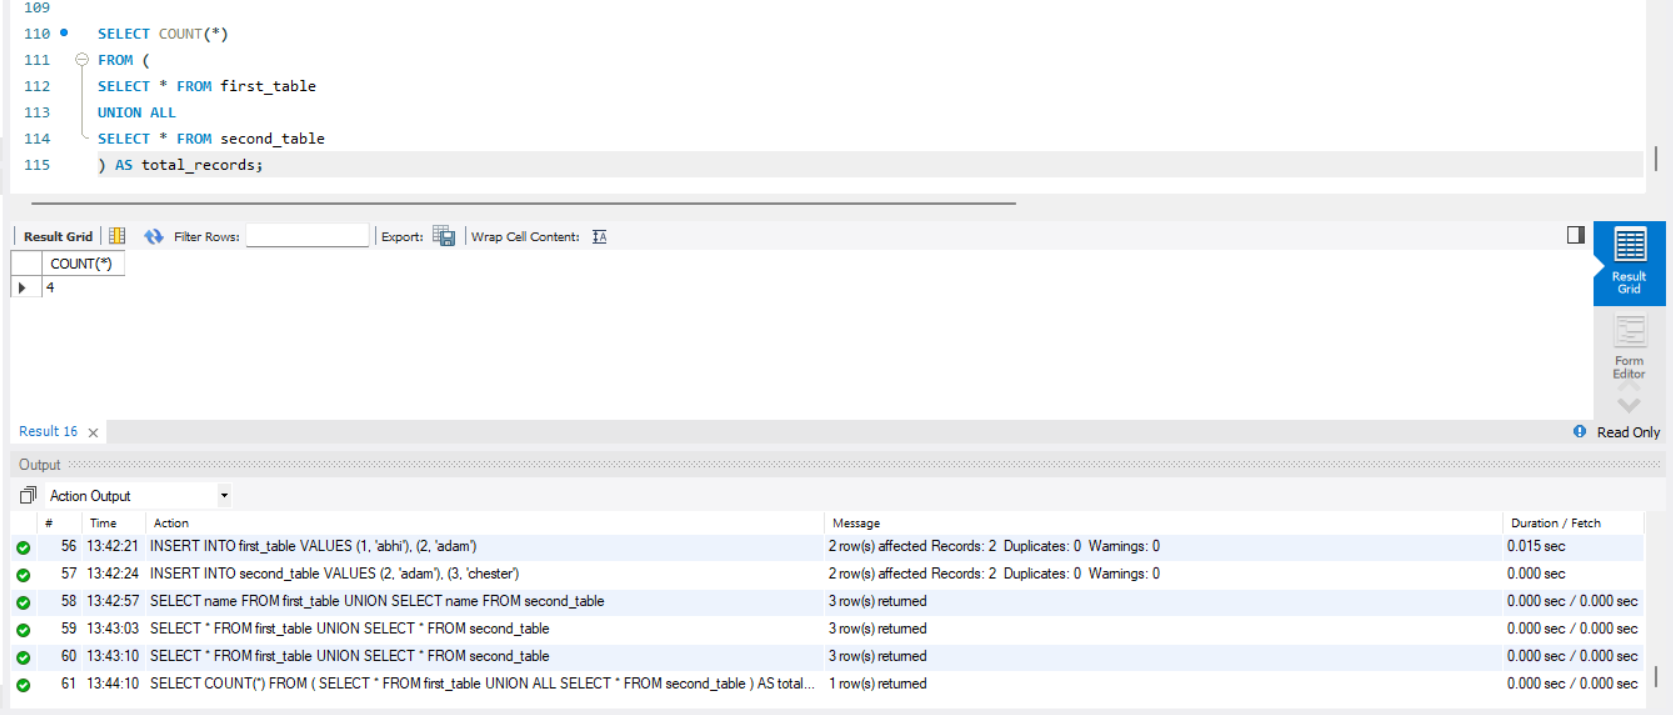 109
110 SELECT COUNT(*)
111 FROM (
112 SELECT * FROM first_table
113 UNION ALL
114 SELECT * FROM second_table
115 ) AS total_records;
Result Grid Filter Rows: Export: Wrap Cell Content: IA
COUNT(*)
4
Result
Grid
Form
Editor
Result 16 × Read Only
Output
Action Output
# Time Action Message Duration / Fetch
56 13:42:21 INSERT INTO first_table VALUES (1, 'abhi'), (2, 'adam') 2 row(s) affected Records: 2 Duplicates: 0 Warnings: 0 0.015 sec
57 13:42:24 INSERT INTO second_table VALUES (2, 'adam'), (3, 'chester') 2 row(s) affected Records: 2 Duplicates: 0 Warnings: 0 0.000 sec
58 13:42:57 SELECT name FROM first_table UNION SELECT name FROM second_table 3 row(s) returned 0.000 sec / 0.000 sec
59 13:43:03 SELECT * FROM first_table UNION SELECT * FROM second_table 3 row(s) returned 0.000 sec / 0.000 sec
60 13:43:10 SELECT * FROM first_table UNION SELECT * FROM second_table 3 row(s) returned 0.000 sec / 0.000 sec
61 13:44:10 SELECT COUNT(*) FROM ( SELECT * FROM first_table UNION ALL SELECT * FROM second_table ) AS total... 1 row(s) returned 0.000 sec / 0.000 sec